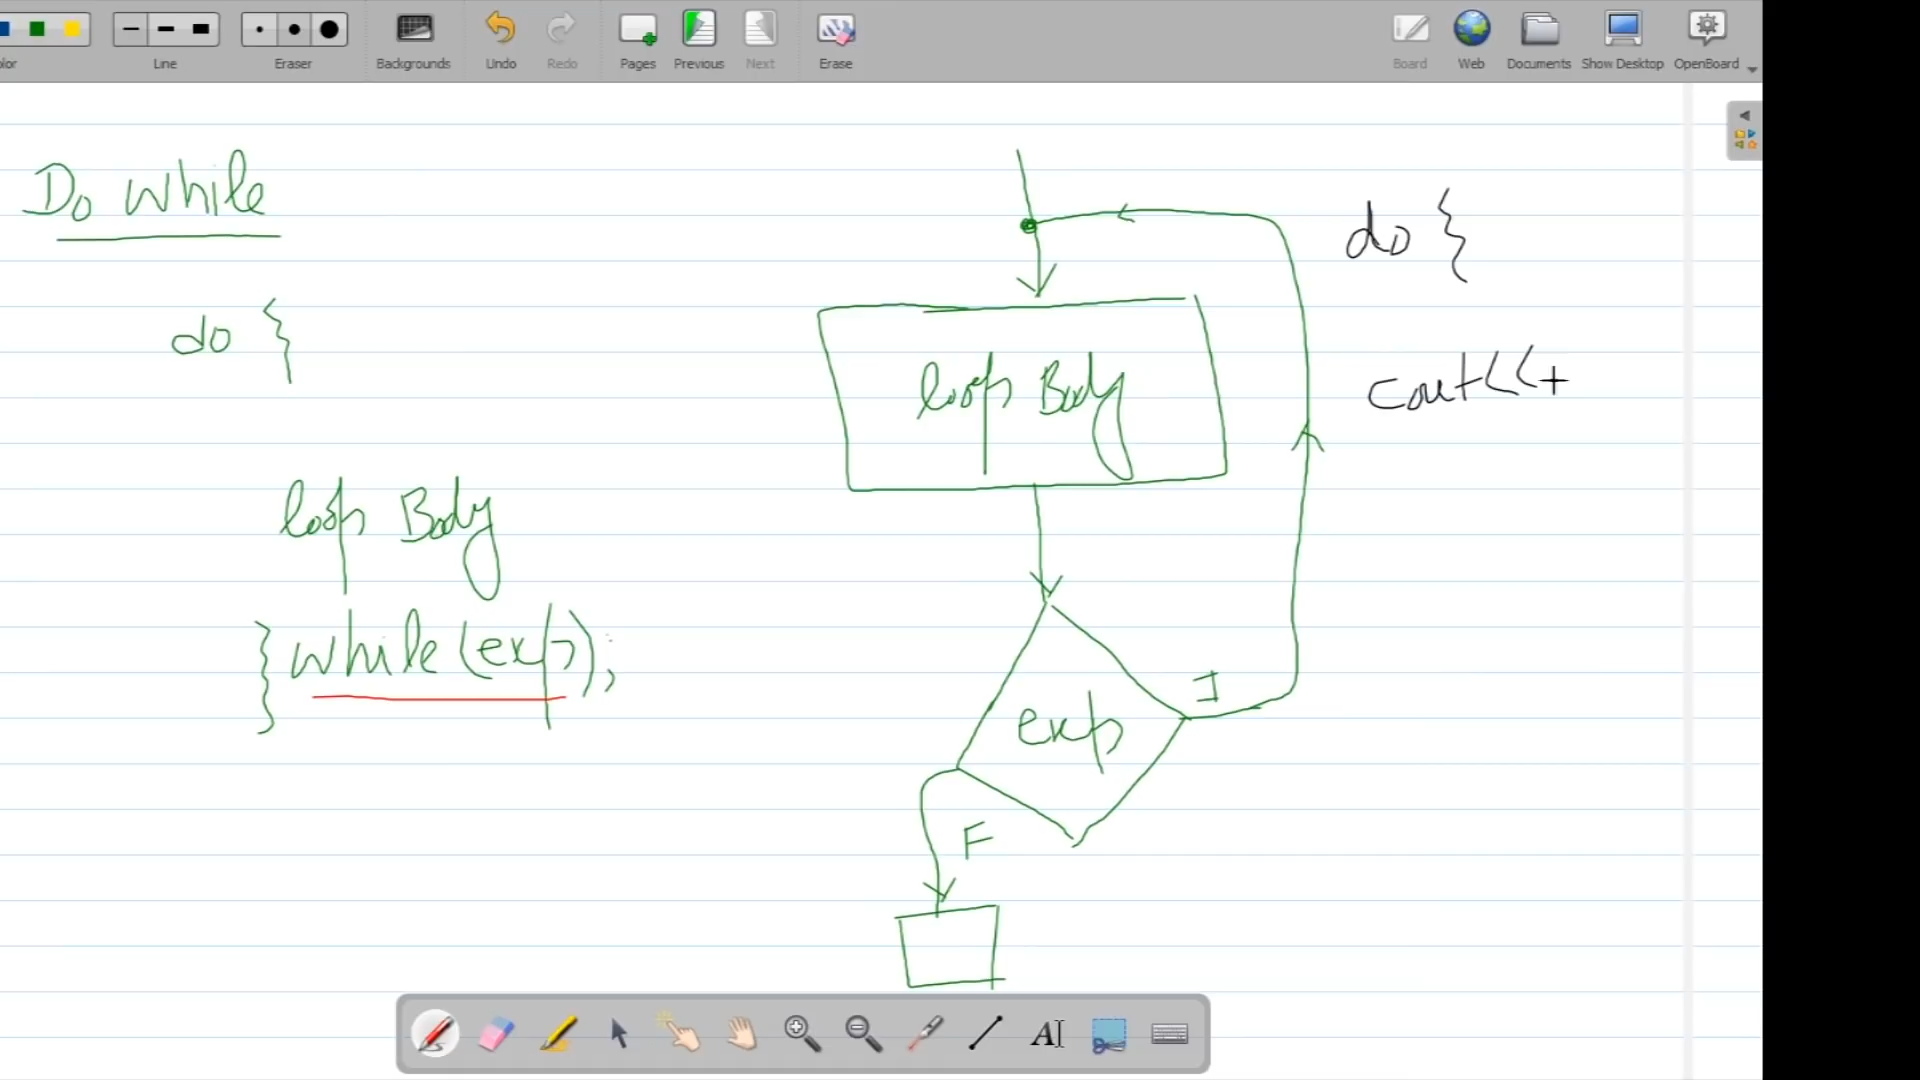 lor
Line
Eraser
Backgrounds
Undo
Redo
Pages
Previous
Next
Erase
Board
Web
Documents
Show Desktop
OpenBoard
Do while
do {
loop Body
} while (exp);
loop Body
exp
T
F
do {
cout<<